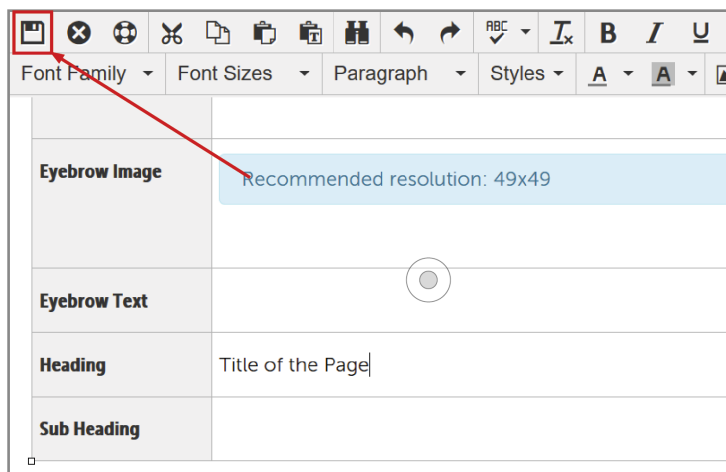 ABC
Font Family Font Sizes Paragraph Styles A A
Eyebrow Image Recommended resolution: 49x49
Eyebrow Text
Heading Title of the Page
Sub Heading